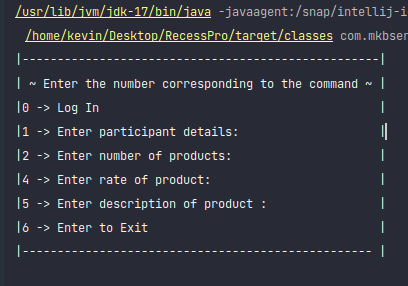 /usr/lib/jvm/jdk-17/bin/java -javaagent:/snap/intellij-i
/home/kevin/Desktop/RecessPro/target/classes com.mkbser
|---------------------------------------------------|
| ~ Enter the number corresponding to the command ~ |
|0 -> Log In |
|1 -> Enter participant details: |
|2 -> Enter number of products: |
|4 -> Enter rate of product: |
|5 -> Enter description of product : |
|6 -> Enter to Exit |
|-------------------------------------------------- |